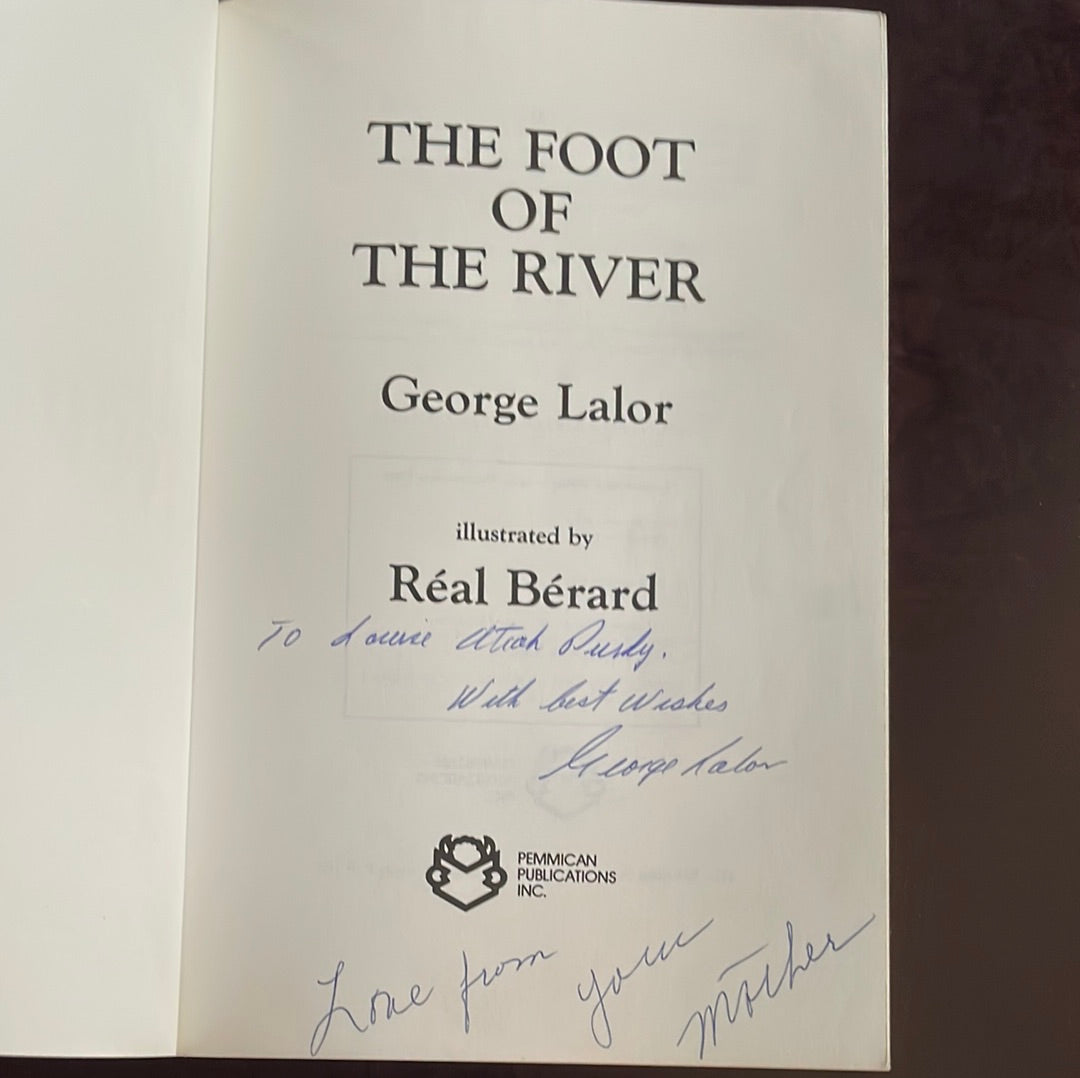 THE FOOT
OF
THE RIVER
George Lalor
illustrated by
Réal Bérard
To Louise Purdy.
With best wishes
George Lalor
PEMMICAN
PUBLICATIONS
INC.
Love from your Mother